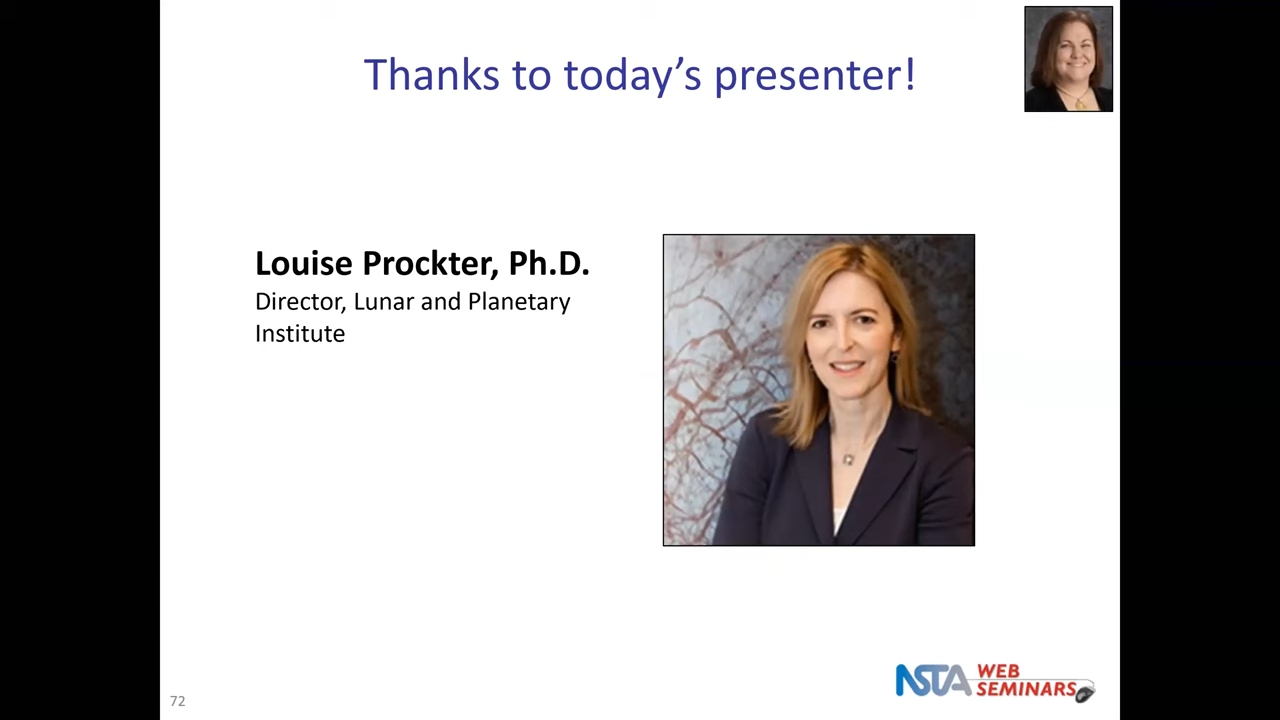 Thanks to today’s presenter!
Louise Prockter, Ph.D.
Director, Lunar and Planetary
Institute
NSTA WEB
SEMINARS
72